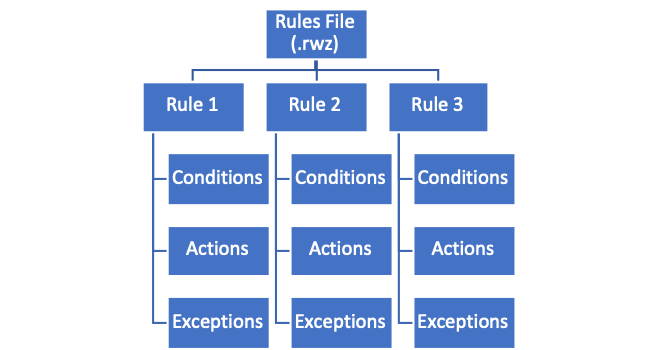 Rules File
(.rwz)
Rule 1
Rule 2
Rule 3
Conditions
Conditions
Conditions
Actions
Actions
Actions
Exceptions
Exceptions
Exceptions